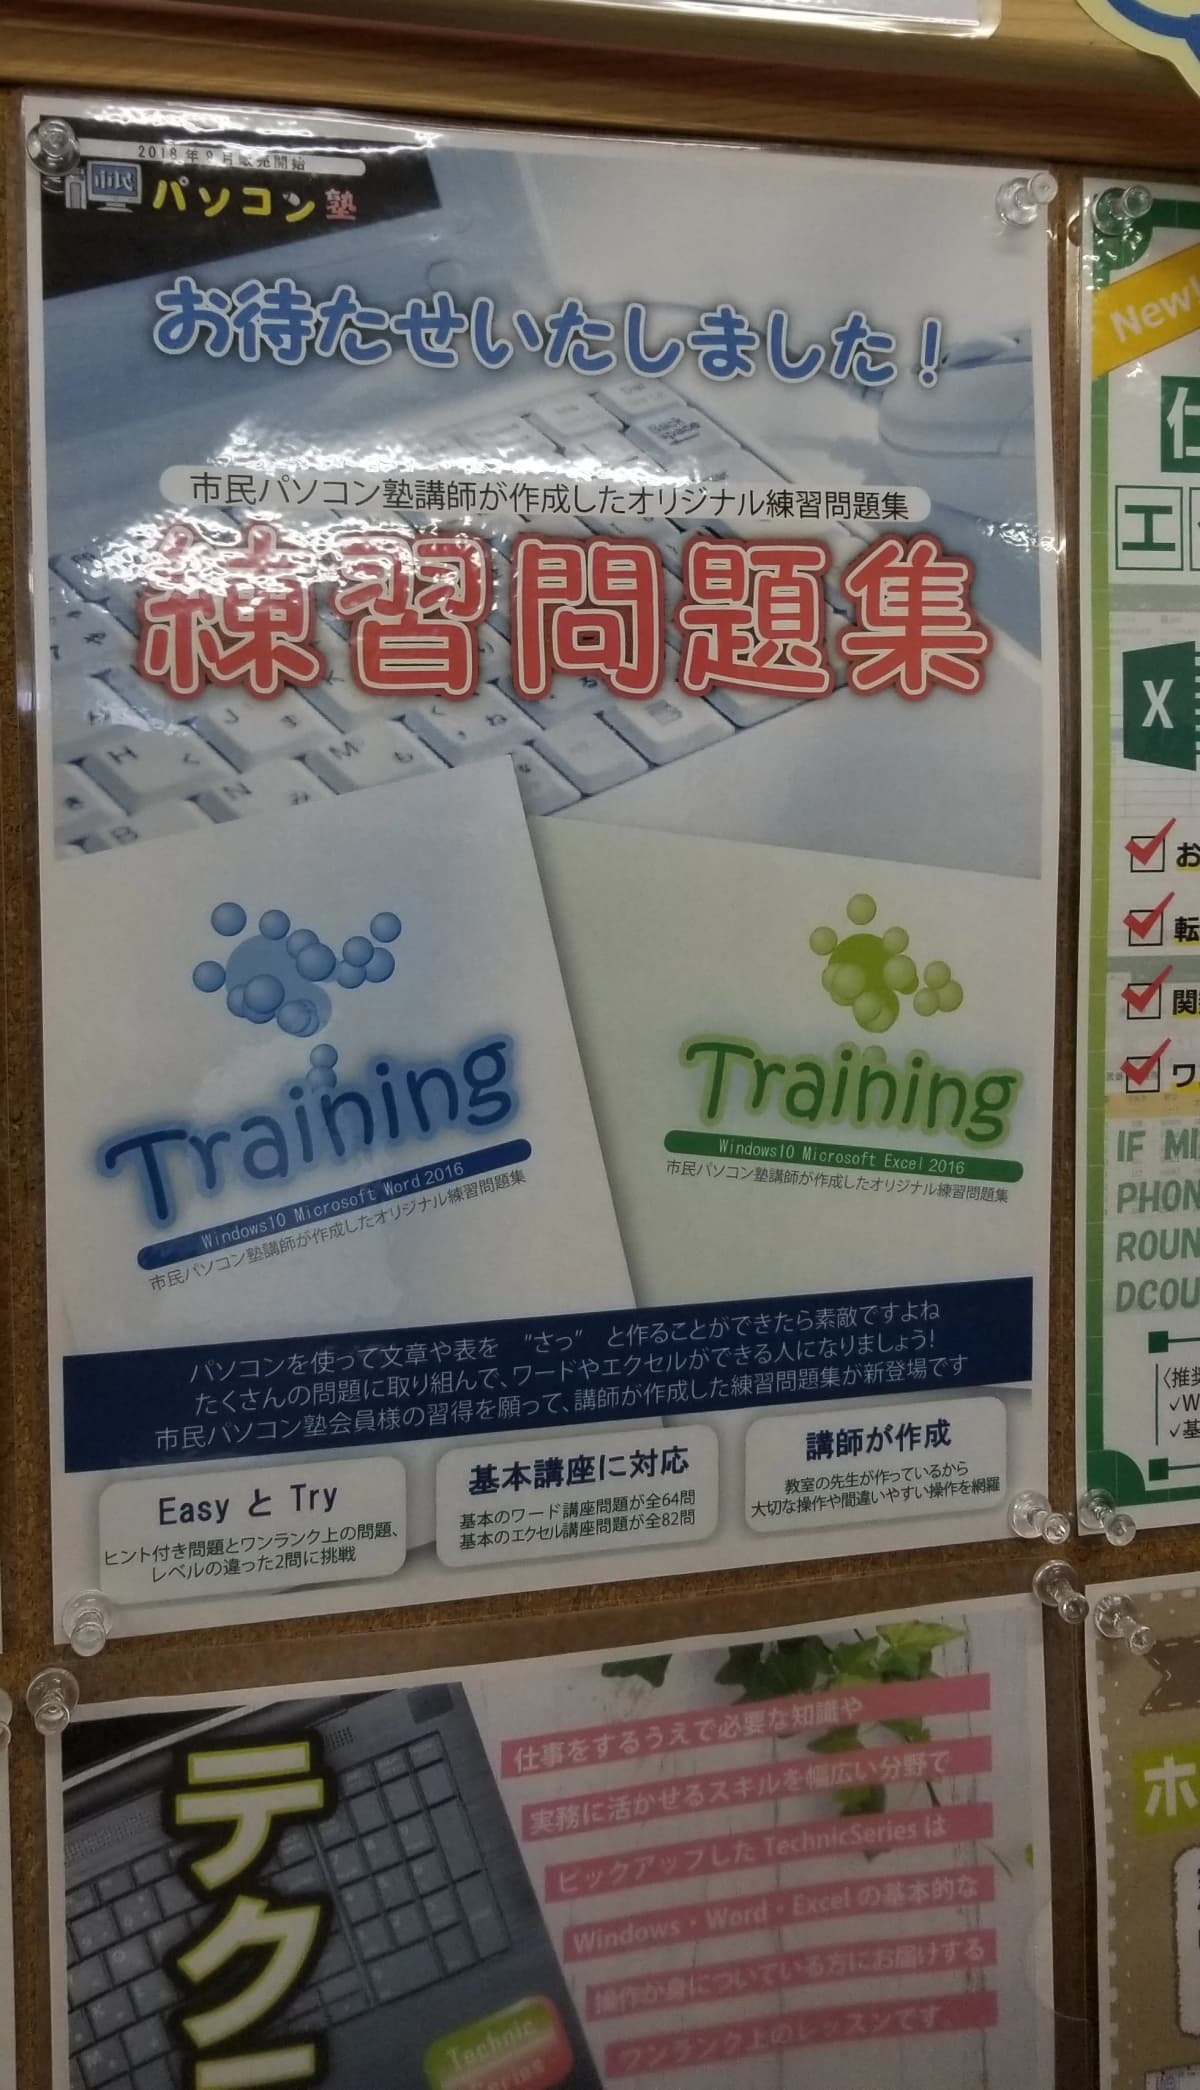 2018年9月販売開始
市民
パソコン塾
お待たせいたしました！
市民パソコン塾講師が作成したオリジナル練習問題集
練習問題集
Back space
H
J
N
M
B
Training
Windows10 Microsoft Word 2016
市民パソコン塾講師が作成したオリジナル練習問題集
Training
Windows10 Microsoft Excel 2016
市民パソコン塾講師が作成したオリジナル練習問題集
パソコンを使って文章や表を "さっ" と作ることができたら素敵ですよね
たくさんの問題に取り組んで、ワードやエクセルができる人になりましょう!
市民パソコン塾会員様の習得を願って、講師が作成した練習問題集が新登場です
Easy と Try
ヒント付き問題とワンランク上の問題、
レベルの違った2問に挑戦
基本講座に対応
基本のワード講座問題が全64問
基本のエクセル講座問題が全82問
講師が作成
教室の先生が作っているから
大切な操作や間違いやすい操作を網羅
New
仕
エ
X
お
転
関
ワ
IF MI
PHON
ROUN
DCOU
〈推奨
✓W
✓基
テク
仕事をするうえで必要な知識や
実務に活かせるスキルを幅広い分野で
ピックアップした TechnicSeries は
Windows・Word・Excel の基本的な
操作が身についている方にお届けする
ワンランク上のレッスンです。
Technic
Series
ホ